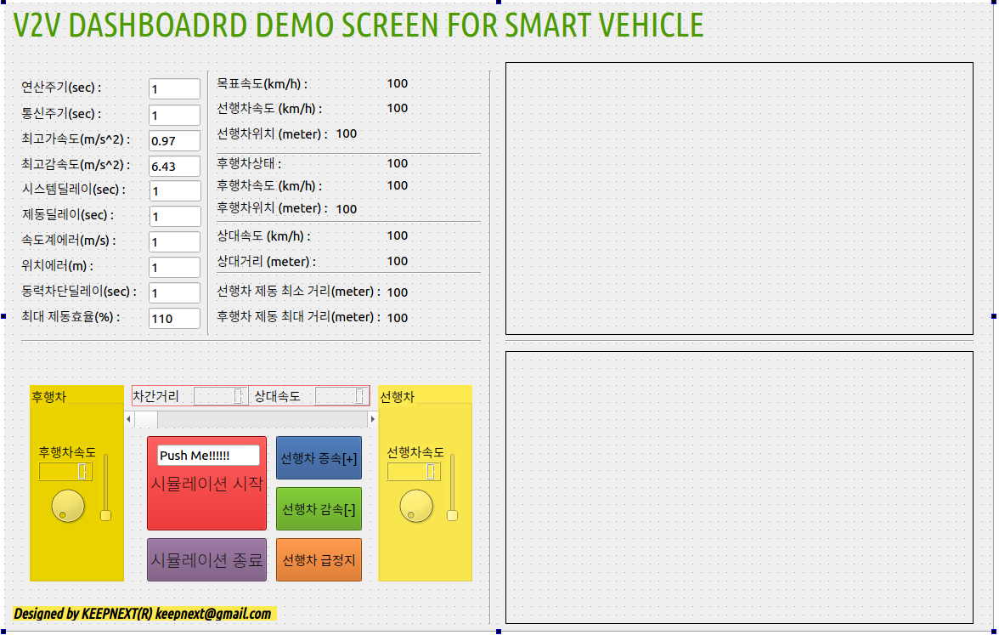 V2V DASHBOADRD DEMO SCREEN FOR SMART VEHICLE
연산주기(sec) : 1
통신주기(sec) : 1
최고가속도(m/s^2) : 0.97
최고감속도(m/s^2) : 6.43
시스템딜레이(sec) : 1
제동딜레이(sec) : 1
속도계에러(m/s) : 1
위치에러(m) : 1
동력차단딜레이(sec) : 1
최대 제동효율(%) : 110
목표속도(km/h) : 100
선행차속도 (km/h) : 100
선행차위치 (meter) : 100
후행차상태 : 100
후행차속도 (km/h) : 100
후행차위치 (meter) : 100
상대속도 (km/h) : 100
상대거리 (meter) : 100
선행차 제동 최소 거리(meter) : 100
후행차 제동 최대 거리(meter) : 100
후행차
후행차속도
0
차간거리 0 상대속도 0
Push Me!!!!!!
시뮬레이션 시작
시뮬레이션 종료
선행차 증속[+]
선행차 감속[-]
선행차 급정지
선행차
선행차속도
0
Designed by KEEPNEXT(R) keepnext@gmail.com